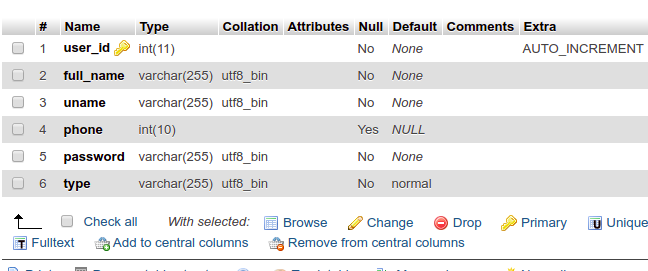 # Name Type Collation Attributes Null Default Comments Extra
1 user_id int(11) No None AUTO_INCREMENT
2 full_name varchar(255) utf8_bin No None
3 uname varchar(255) utf8_bin No None
4 phone int(10) Yes NULL
5 password varchar(255) utf8_bin No None
6 type varchar(255) utf8_bin No normal
Check all With selected: Browse Change Drop Primary Unique
Fulltext Add to central columns Remove from central columns